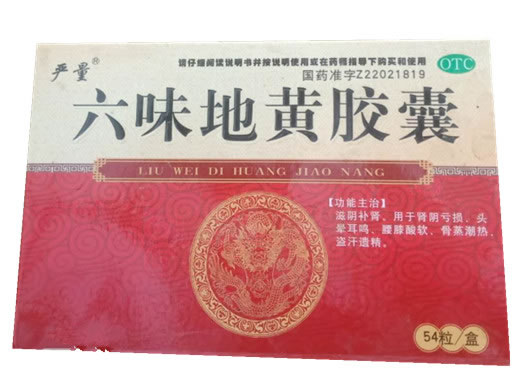 严量®
请仔细阅读说明书并按说明使用或在药师指导下购买和使用
国药准字Z22021819
OTC
六味地黄胶囊
LIU WEI DI HUANG JIAO NANG
【功能主治】
滋阴补肾。用于肾阴亏损、头
晕耳鸣、腰膝酸软、骨蒸潮热、
盗汗遗精。
54粒/盒